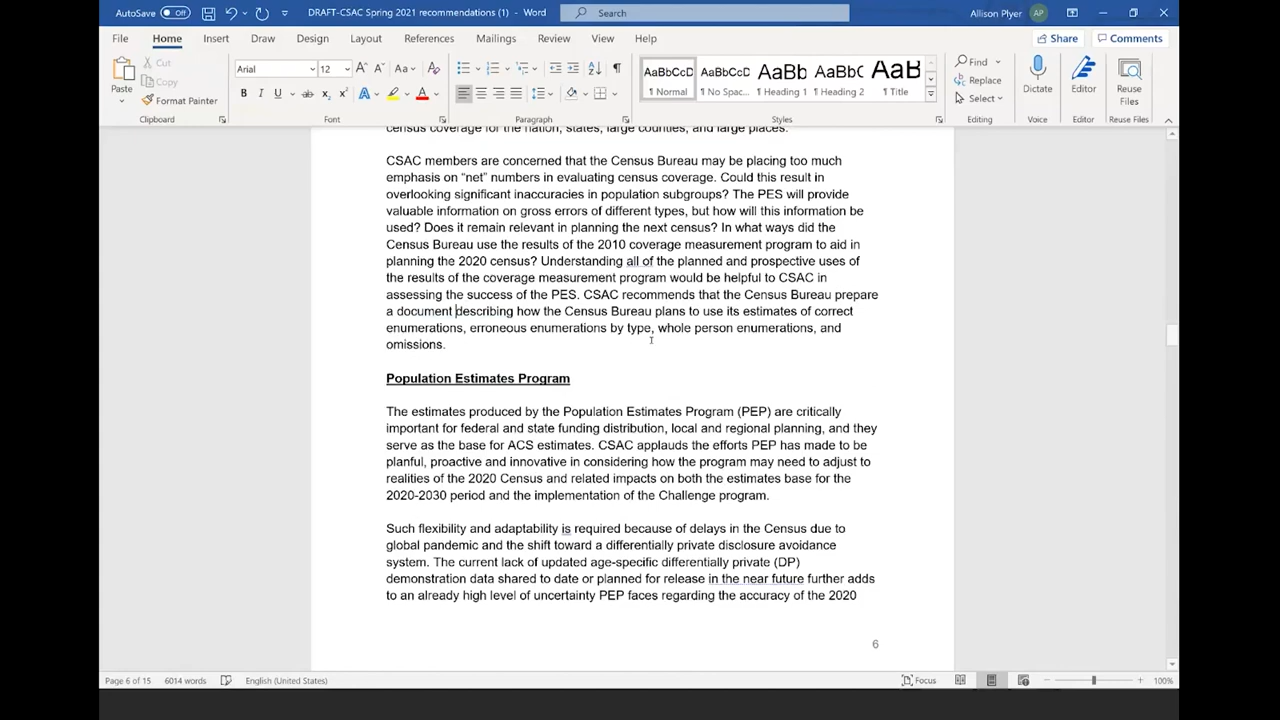 AutoSave Off DRAFT-CSAC Spring 2021 recommendations (1) - Word Search Allison Plyer AP
File Home Insert Draw Design Layout References Mailings Review View Help Share Comments
Paste Cut Copy Format Painter Clipboard
Arial 12 Font
Paragraph
AaBbCcD Normal AaBbCcD No Spac... AaBb Heading 1 AaBbC Heading 2 AaB Title Styles
Find Replace Select Editing
Dictate Voice
Editor Editor
Reuse Files Reuse Files
census coverage for the nation, states, large counties, and large places.
CSAC members are concerned that the Census Bureau may be placing too much
emphasis on “net” numbers in evaluating census coverage. Could this result in
overlooking significant inaccuracies in population subgroups? The PES will provide
valuable information on gross errors of different types, but how will this information be
used? Does it remain relevant in planning the next census? In what ways did the
Census Bureau use the results of the 2010 coverage measurement program to aid in
planning the 2020 census? Understanding all of the planned and prospective uses of
the results of the coverage measurement program would be helpful to CSAC in
assessing the success of the PES. CSAC recommends that the Census Bureau prepare
a document describing how the Census Bureau plans to use its estimates of correct
enumerations, erroneous enumerations by type, whole person enumerations, and
omissions.
Population Estimates Program
The estimates produced by the Population Estimates Program (PEP) are critically
important for federal and state funding distribution, local and regional planning, and they
serve as the base for ACS estimates. CSAC applauds the efforts PEP has made to be
planful, proactive and innovative in considering how the program may need to adjust to
realities of the 2020 Census and related impacts on both the estimates base for the
2020-2030 period and the implementation of the Challenge program.
Such flexibility and adaptability is required because of delays in the Census due to
global pandemic and the shift toward a differentially private disclosure avoidance
system. The current lack of updated age-specific differentially private (DP)
demonstration data shared to date or planned for release in the near future further adds
to an already high level of uncertainty PEP faces regarding the accuracy of the 2020
6
Page 6 of 15 6014 words English (United States) Focus 100%